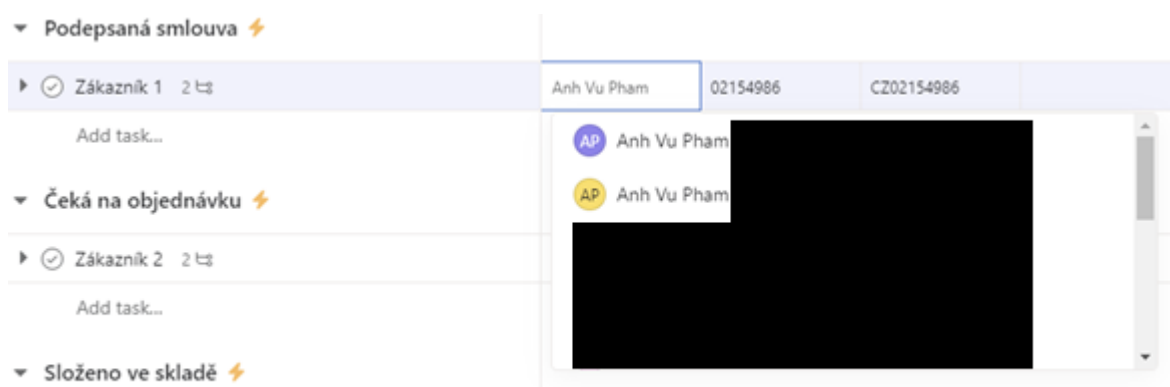 Podepsaná smlouva
Zákazník 1 2 Anh Vu Pham 02154986 CZ02154986
Add task...
AP Anh Vu Pham
AP Anh Vu Pham
Čeká na objednávku
Zákazník 2 2
Add task...
Složeno ve skladě